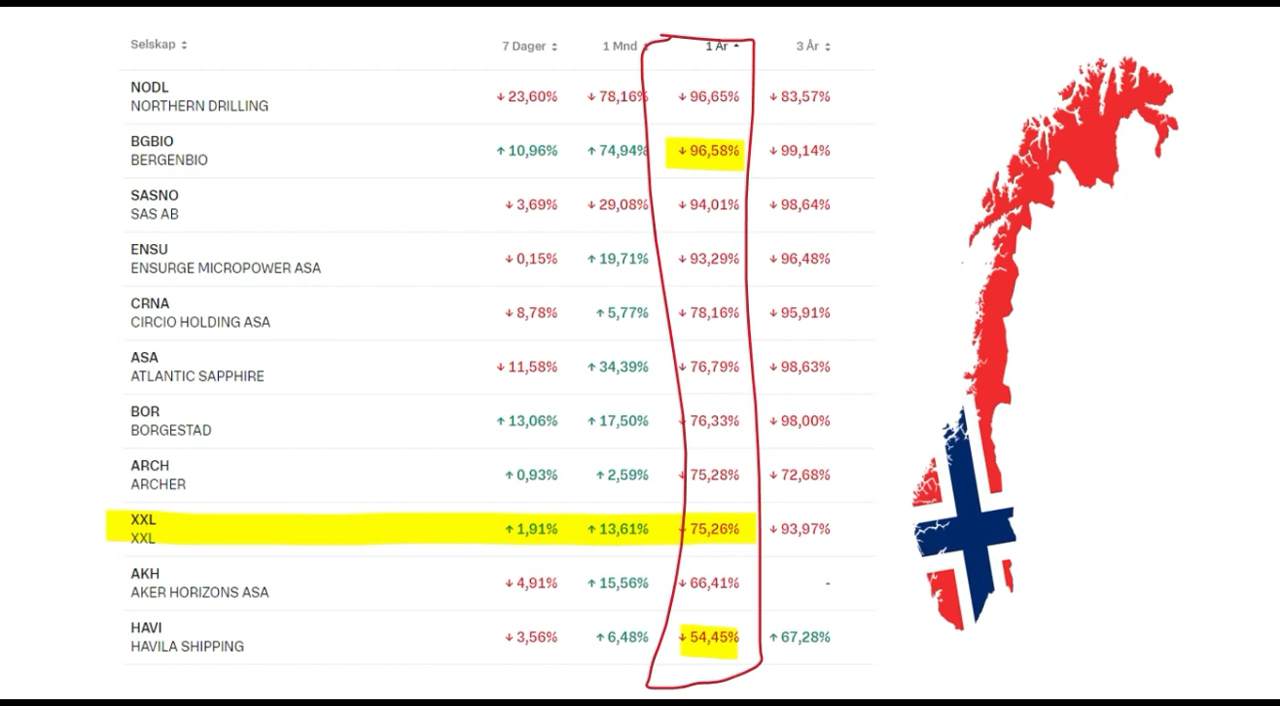 Selskap 7 Dager 1 Mnd 1 År 3 År
NODL
NORTHERN DRILLING ↓ 23,60% ↓ 78,16% ↓ 96,65% ↓ 83,57%
BGBIO
BERGENBIO ↑ 10,96% ↑ 74,94% ↓ 96,58% ↓ 99,14%
SASNO
SAS AB ↓ 3,69% ↓ 29,08% ↓ 94,01% ↓ 98,64%
ENSU
ENSURGE MICROPOWER ASA ↓ 0,15% ↑ 19,71% ↓ 93,29% ↓ 96,48%
CRNA
CIRCIO HOLDING ASA ↓ 8,78% ↑ 5,77% ↓ 78,16% ↓ 95,91%
ASA
ATLANTIC SAPPHIRE ↓ 11,58% ↑ 34,39% ↓ 76,79% ↓ 98,63%
BOR
BORGESTAD ↑ 13,06% ↑ 17,50% ↓ 76,33% ↓ 98,00%
ARCH
ARCHER ↑ 0,93% ↑ 2,59% ↓ 75,28% ↓ 72,68%
XXL
XXL ↑ 1,91% ↑ 13,61% ↓ 75,26% ↓ 93,97%
AKH
AKER HORIZONS ASA ↓ 4,91% ↑ 15,56% ↓ 66,41% -
HAVI
HAVILA SHIPPING ↓ 3,56% ↑ 6,48% ↓ 54,45% ↑ 67,28%